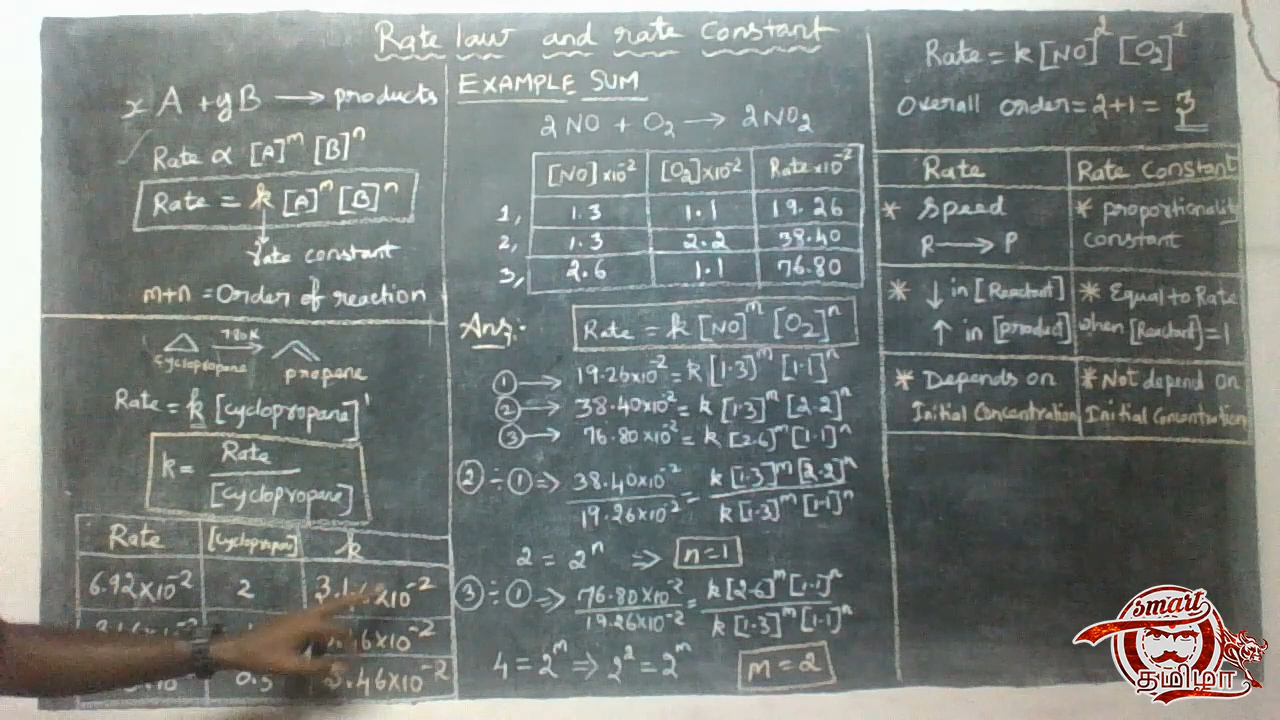 Rate law and rate constant
xA + yB ⟶ products
Rate ∝ [A]^m [B]^n
Rate = k [A]^m [B]^n
rate constant
m+n = Order of reaction
780K
cyclopropane
propane
Rate = k [cyclopropane]^1
k = Rate / [cyclopropane]
Rate [cyclopropane] k
6.92×10^-2 2
0.5 3.46×10^-2
EXAMPLE SUM
2NO + O₂ ⟶ 2NO₂
[NO]×10^-2 [O₂]×10^-2 Rate×10^-2
1, 1.3 1.1 19.26
2, 1.3 2.2 38.40
3, 2.6 1.1 76.80
Ans:-
Rate = k [NO]^m [O₂]^n
① ⟶ 19.26×10^-2 = k [1.3]^m [1.1]^n
② ⟶ 38.40×10^-2 = k [1.3]^m [2.2]^n
③ ⟶ 76.80×10^-2 = k [2.6]^m [1.1]^n
② ÷ ① ⇒ 38.40×10^-2 / 19.26×10^-2 = k [1.3]^m [2.2]^n / k [1.3]^m [1.1]^n
2 = 2^n ⇒ n=1
③ ÷ ① ⇒ 76.80×10^-2 / 19.26×10^-2 = k [2.6]^m [1.1]^n / k [1.3]^m [1.1]^n
4 = 2^m ⇒ 2^2 = 2^m m=2
Rate = k [NO]^2 [O₂]^1
Overall order = 2+1 = 3
Rate Rate Constant
* Speed * proportionality
R ⟶ P constant
* ↓ in [Reactant] * Equal to Rate
↑ in [product] when [Reactant] = 1
* Depends on * Not depend on
Initial Concentration Initial Concentration
smart
தமிழா